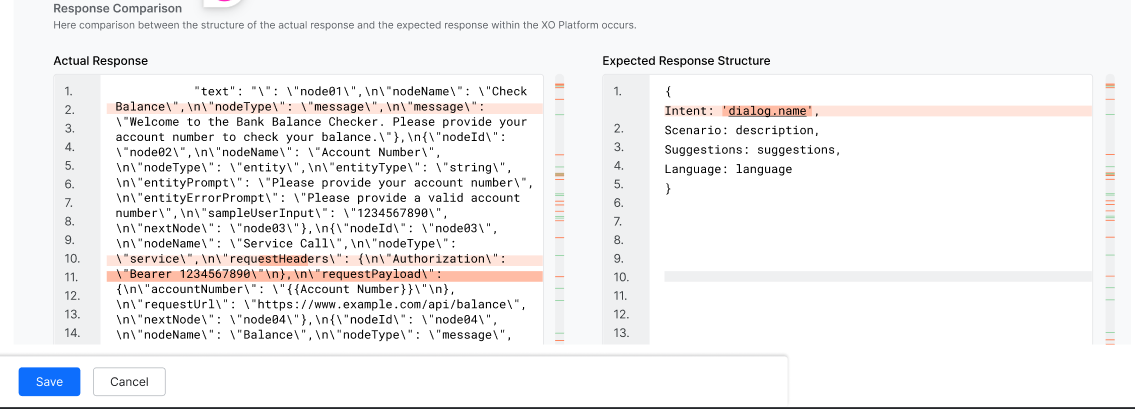 Response Comparison
Here comparison between the structure of the actual response and the expected response within the XO Platform occurs.
Actual Response
1.
2.
3.
4.
5.
6.
7.
8.
9.
10.
11.
12.
13.
14.
"text": "\": \"node01\",\n\"nodeName\": \"Check
Balance\",\n\"nodeType\": \"message\",\n\"message\":
\"Welcome to the Bank Balance Checker. Please provide your
account number to check your balance.\"},\n{\"nodeId\":
\"node02\",\n\"nodeName\": \"Account Number\",
\n\"nodeType\": \"entity\",\n\"entityType\": \"string\",
\n\"entityPrompt\": \"Please provide your account number\",
\n\"entityErrorPrompt\": \"Please provide a valid account
number\",\n\"sampleUserInput\": \"1234567890\",
\n\"nextNode\": \"node03\"},\n{\"nodeId\": \"node03\",
\n\"nodeName\": \"Service Call\",\n\"nodeType\":
\"service\",\n\"requestHeaders\": {\n\"Authorization\":
\"Bearer 1234567890\"\n},\n\"requestPayload\":
{\n\"accountNumber\": \"{{Account Number}}\"\n},
\n\"requestUrl\": \"https://www.example.com/api/balance\",
\n\"nextNode\": \"node04\"},\n{\"nodeId\": \"node04\",
\n\"nodeName\": \"Balance\",\n\"nodeType\": \"message\",
Expected Response Structure
1.
2.
3.
4.
5.
6.
7.
8.
9.
10.
11.
12.
13.
{
Intent: 'dialog.name',
Scenario: description,
Suggestions: suggestions,
Language: language
}
Save
Cancel